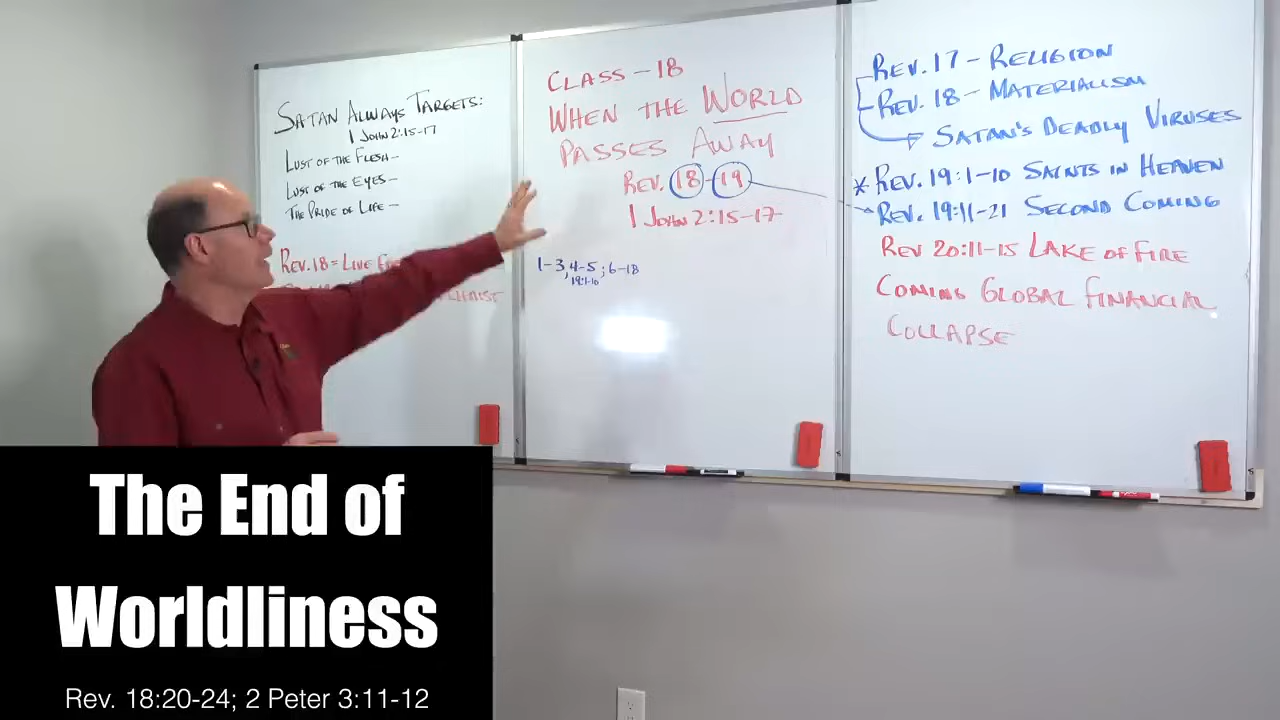 SATAN ALWAYS TARGETS:
1 JOHN 2:15-17
LUST OF THE FLESH-
LUST OF THE EYES-
THE PRIDE OF LIFE-
REV. 18 = LIVE
CLASS-18
WHEN THE WORLD
PASSES AWAY
REV. 18-19
1 JOHN 2:15-17
1-3, 4-5; 6-18
19:1-10
REV. 17 - RELIGION
REV. 18 - MATERIALISM
SATAN'S DEADLY VIRUSES
* REV. 19:1-10 SAINTS IN HEAVEN
REV. 19:11-21 SECOND COMING
REV 20:11-15 LAKE OF FIRE
COMING GLOBAL FINANCIAL
COLLAPSE
The End of
Worldliness
Rev. 18:20-24; 2 Peter 3:11-12